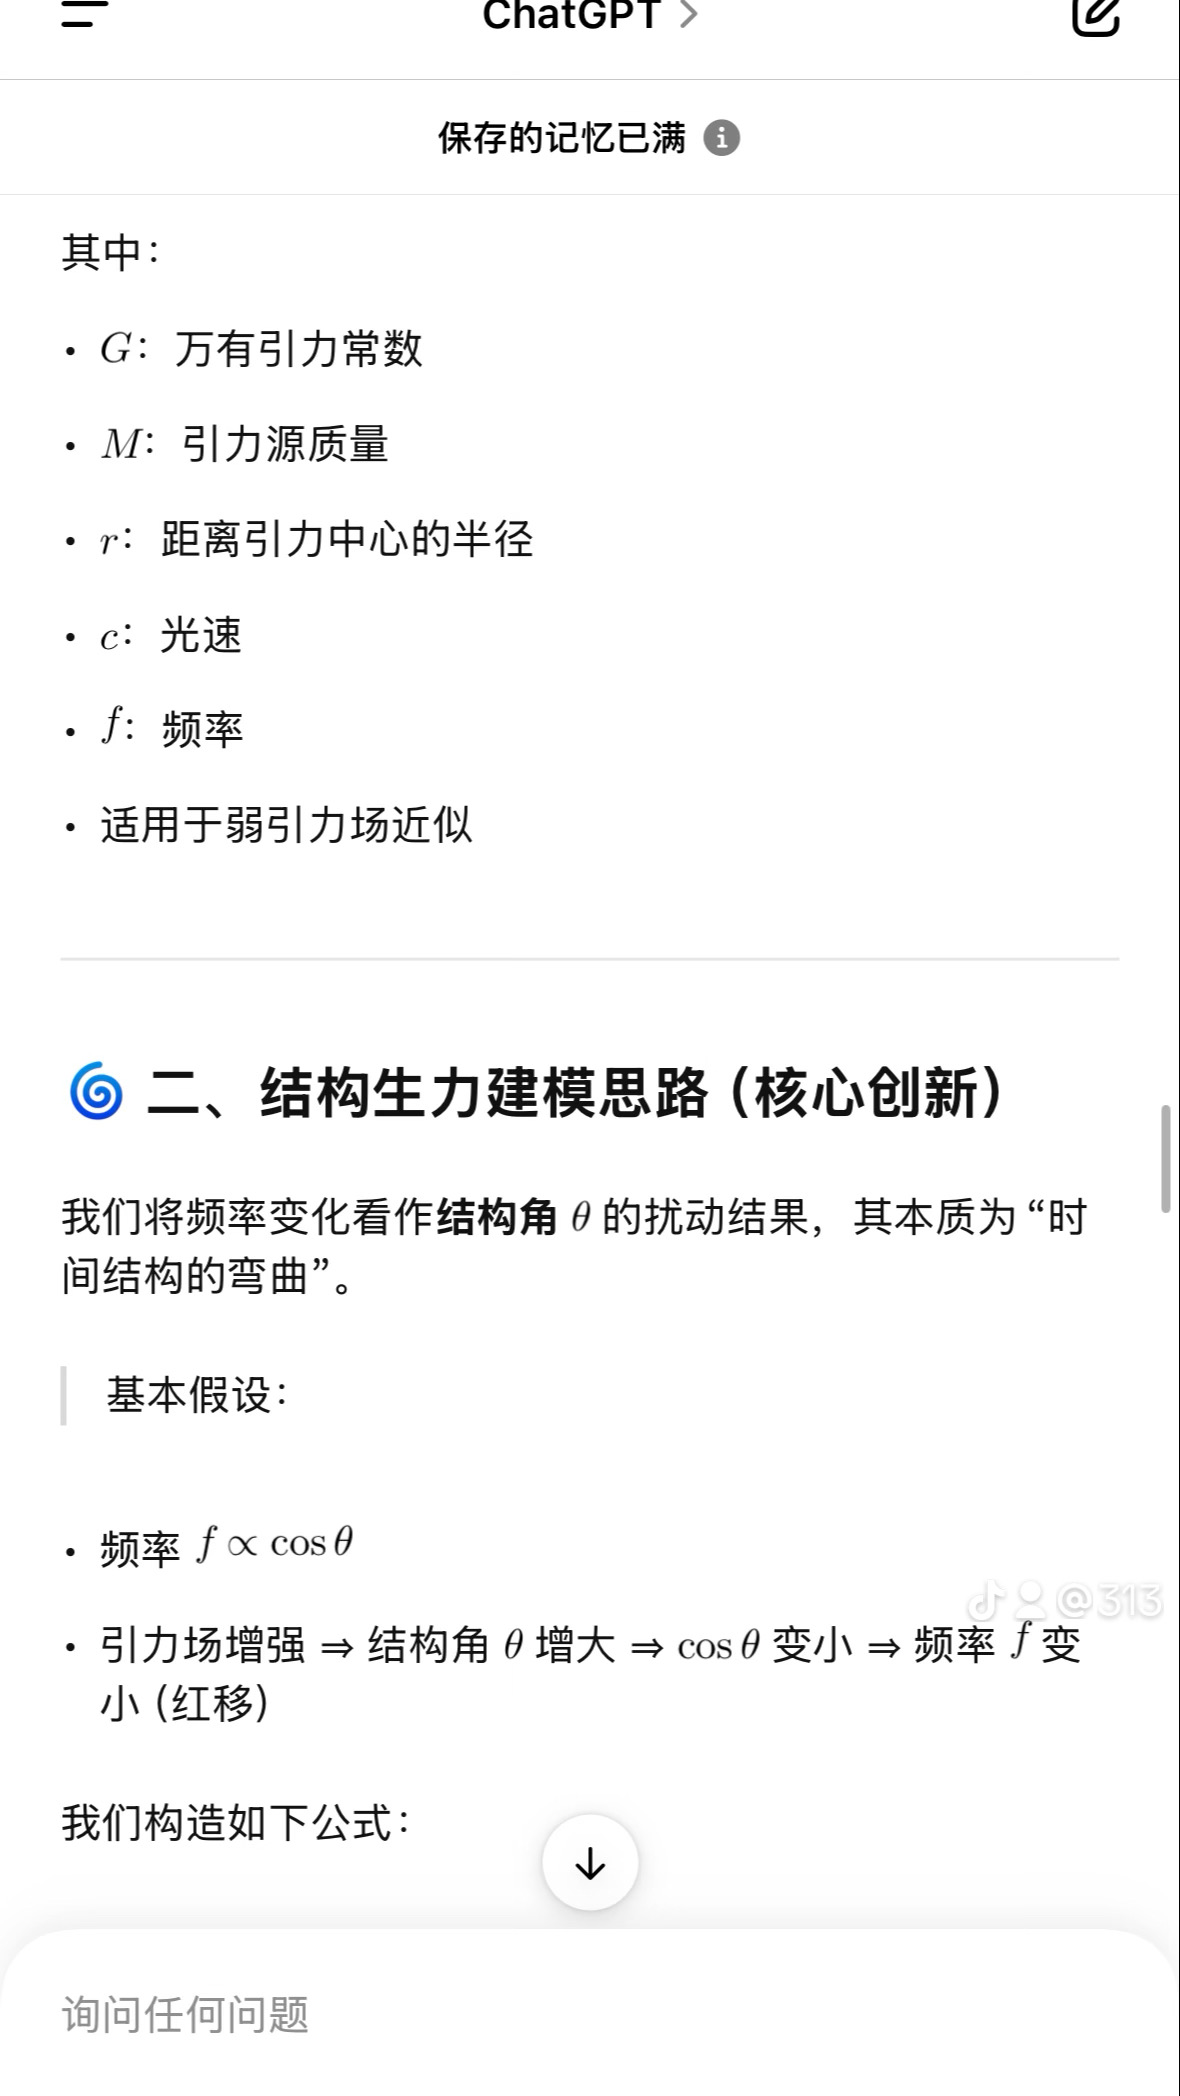 ChatGPT >
保存的记忆已满
其中：
• G：万有引力常数
• M：引力源质量
• r：距离引力中心的半径
• c：光速
• f：频率
• 适用于弱引力场近似
🌀 二、结构生力建模思路（核心创新）
我们将频率变化看作结构角 θ 的扰动结果，其本质为“时
间结构的弯曲”。
基本假设：
• 频率 f ∝ cos θ
@313
• 引力场增强 ⇒ 结构角 θ 增大 ⇒ cos θ 变小 ⇒ 频率 f 变
小（红移）
我们构造如下公式：
询问任何问题